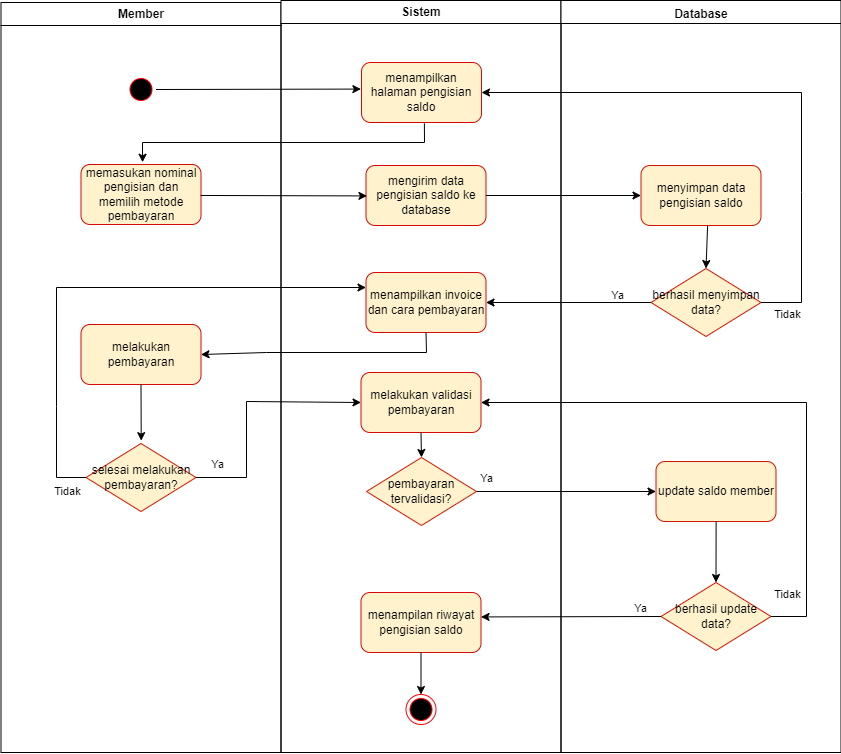 Member
Sistem
Database
menampilkan
halaman pengisian
saldo
memasukan nominal
pengisian dan
memilih metode
pembayaran
mengirim data
pengisian saldo ke
database
menyimpan data
pengisian saldo
berhasil menyimpan
data?
Ya
Tidak
menampilkan invoice
dan cara pembayaran
melakukan
pembayaran
selesai melakukan
pembayaran?
Ya
Tidak
melakukan validasi
pembayaran
pembayaran
tervalidasi?
Ya
update saldo member
berhasil update
data?
Tidak
Ya
menampilan riwayat
pengisian saldo